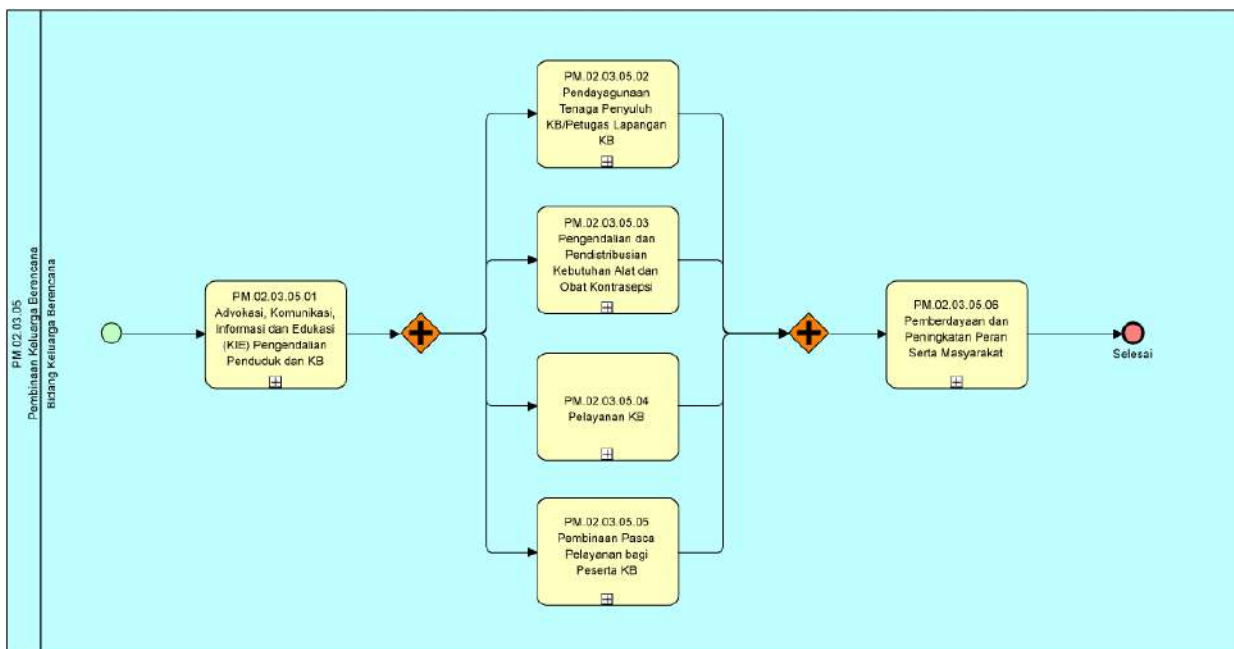 PM.02.03.05
Pembinaan Keluarga Berencana
Bidang Keluarga Berencana
PM.02.03.05.01
Advokasi, Komunikasi,
Informasi dan Edukasi
(KIE) Pengendalian
Penduduk dan KB
PM.02.03.05.02
Pendayagunaan
Tenaga Penyuluh
KB/Petugas Lapangan
KB
PM.02.03.05.03
Pengendalian dan
Pendistribusian
Kebutuhan Alat dan
Obat Kontrasepsi
PM.02.03.05.04
Pelayanan KB
PM.02.03.05.05
Pembinaan Pasca
Pelayanan bagi
Peserta KB
PM.02.03.05.06
Pemberdayaan dan
Peningkatan Peran
Serta Masyarakat
Selesai